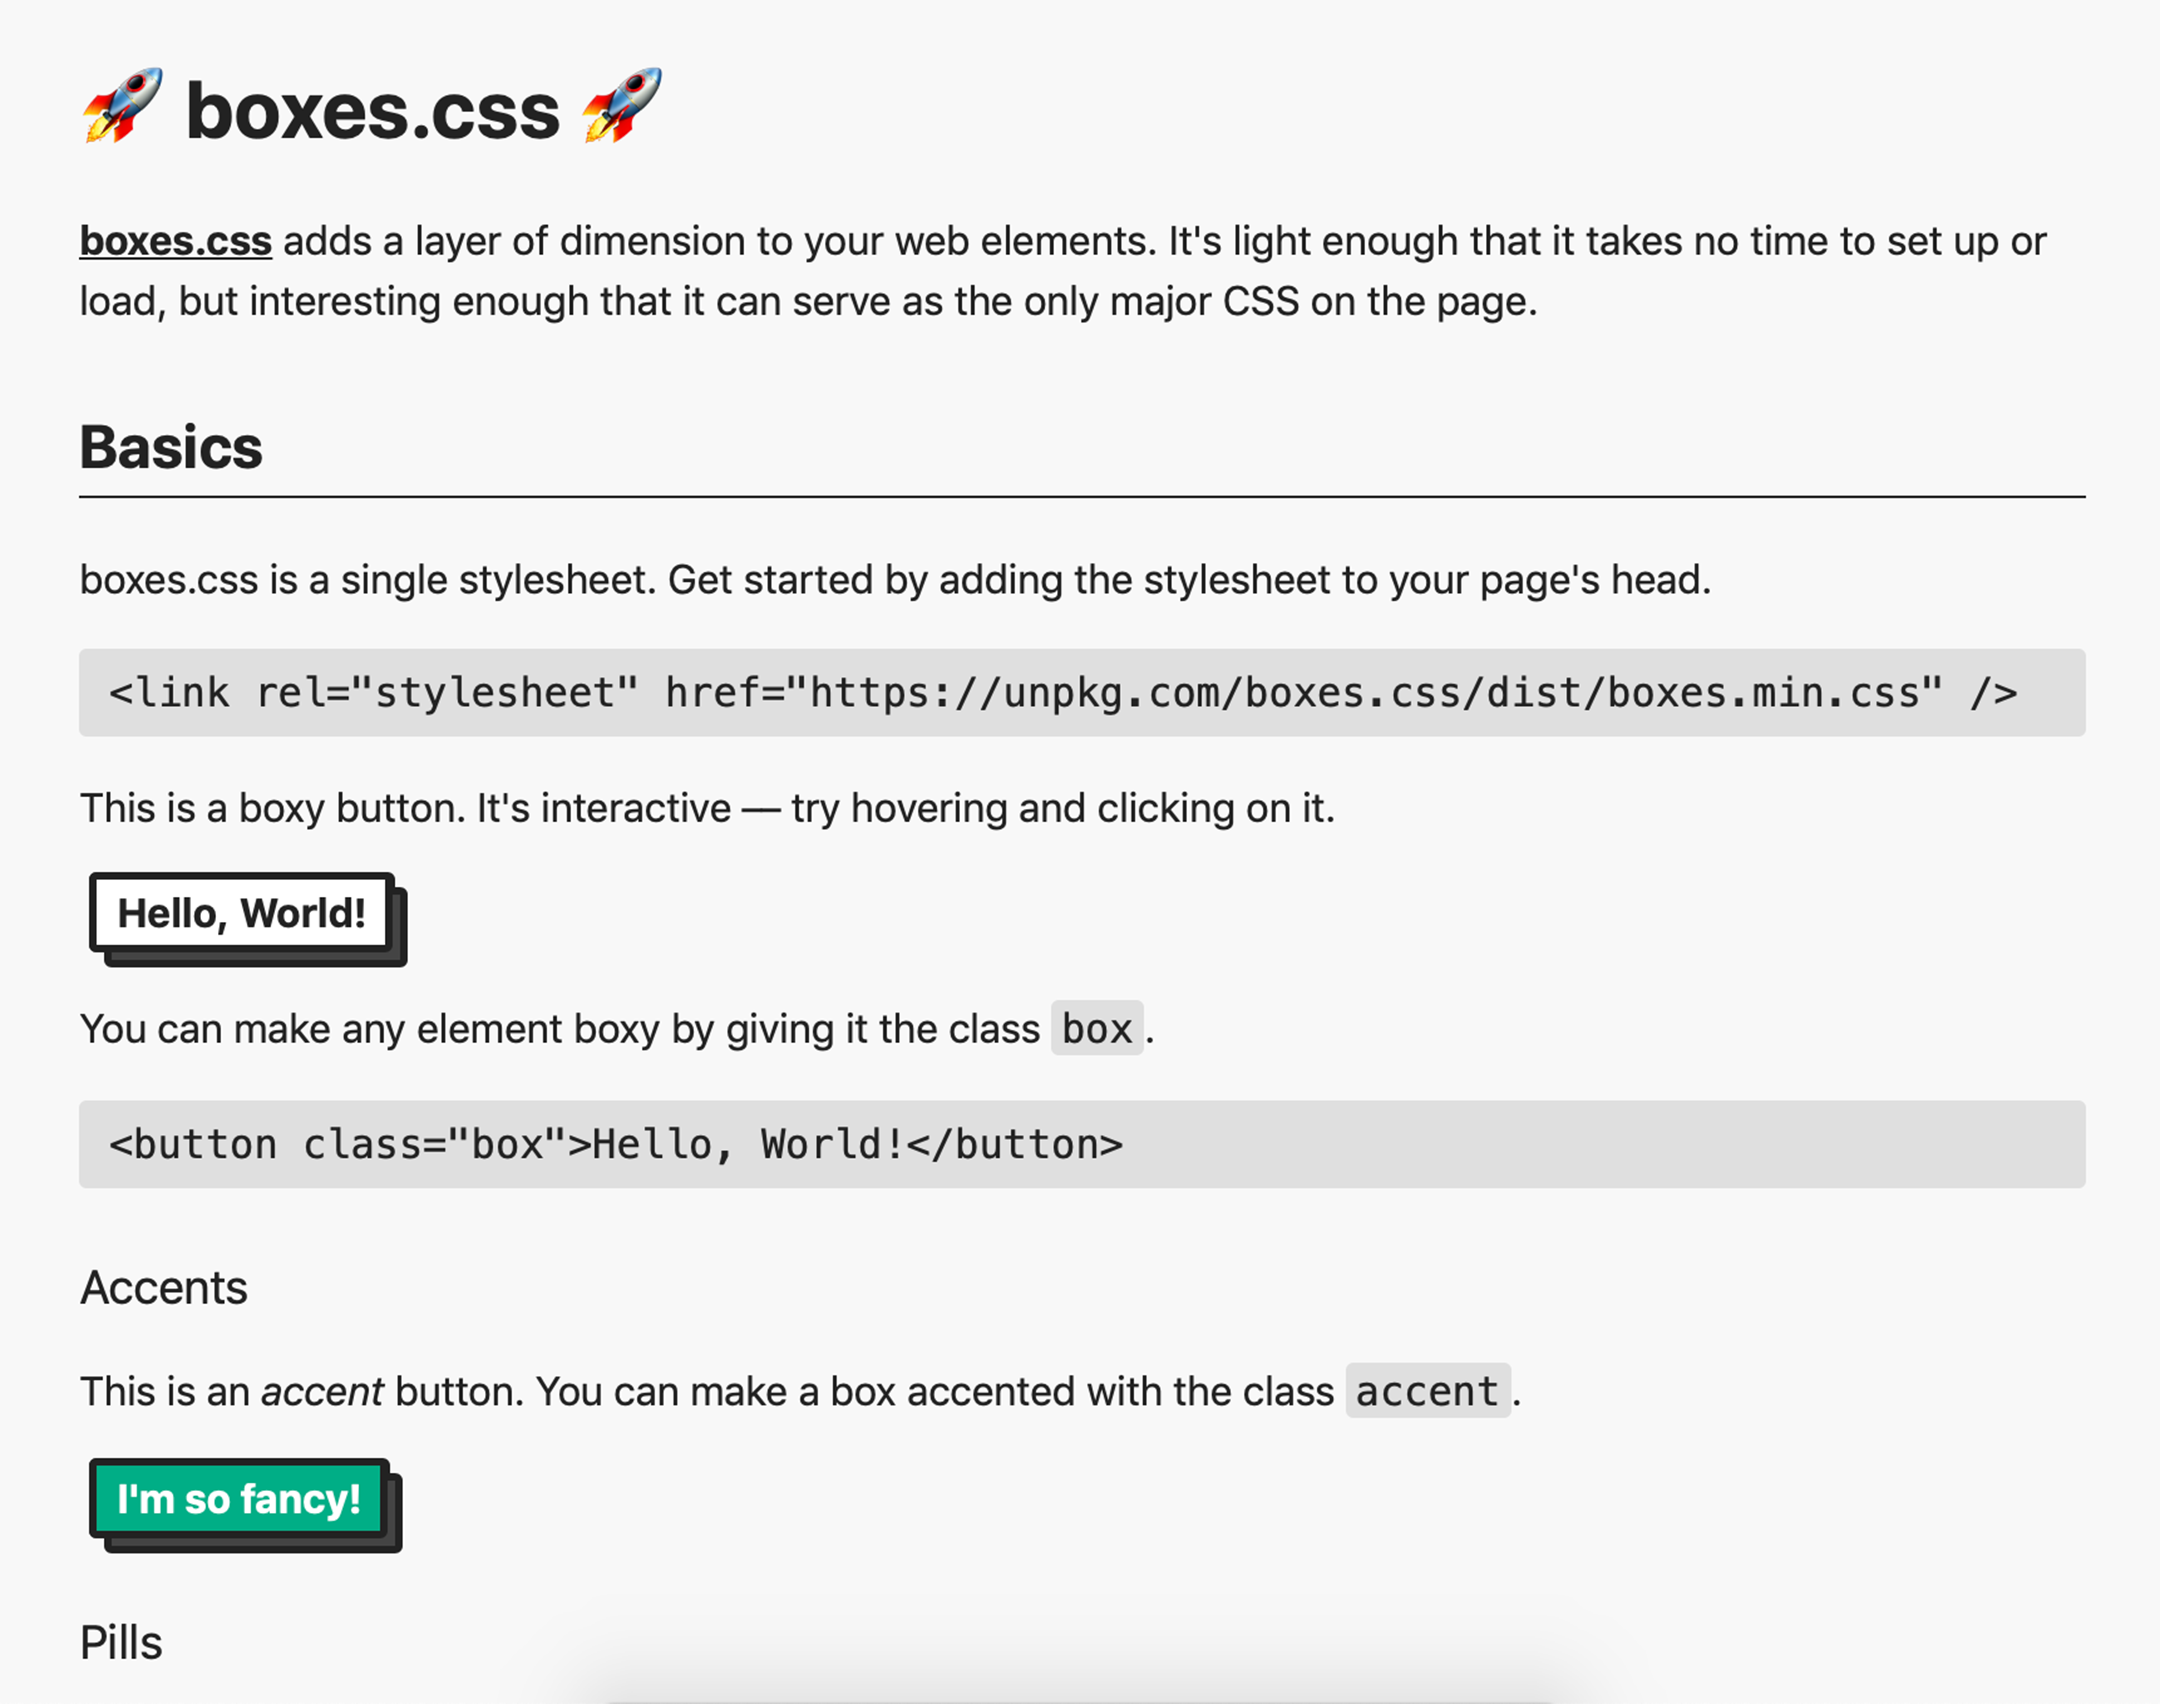 🚀 boxes.css 🚀
boxes.css adds a layer of dimension to your web elements. It's light enough that it takes no time to set up or
load, but interesting enough that it can serve as the only major CSS on the page.
Basics
boxes.css is a single stylesheet. Get started by adding the stylesheet to your page's head.
<link rel="stylesheet" href="https://unpkg.com/boxes.css/dist/boxes.min.css" />
This is a boxy button. It's interactive — try hovering and clicking on it.
Hello, World!
You can make any element boxy by giving it the class box.
<button class="box">Hello, World!</button>
Accents
This is an accent button. You can make a box accented with the class accent.
I'm so fancy!
Pills